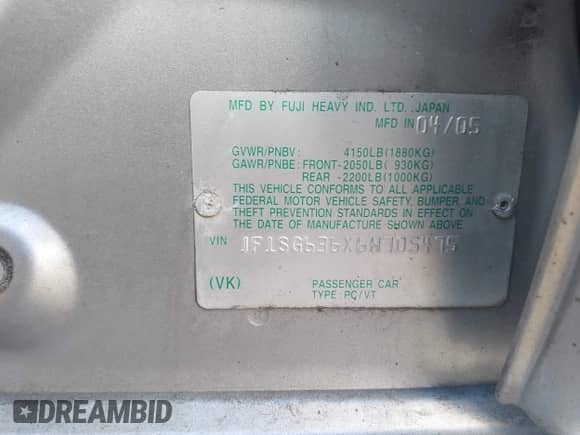 MFD BY FUJI HEAVY IND. LTD. JAPAN
MFD IN 04/05
GVWR/PNBV: 4150LB(1880KG)
GAWR/PNBE: FRONT-2050LB( 930KG)
REAR -2200LB(1000KG)
THIS VEHICLE CONFORMS TO ALL APPLICABLE
FEDERAL MOTOR VEHICLE SAFETY, BUMPER, AND
THEFT PREVENTION STANDARDS IN EFFECT ON
THE DATE OF MANUFACTURE SHOWN ABOVE.
VIN
(VK) PASSENGER CAR
TYPE: PC/VT
DREAMBID